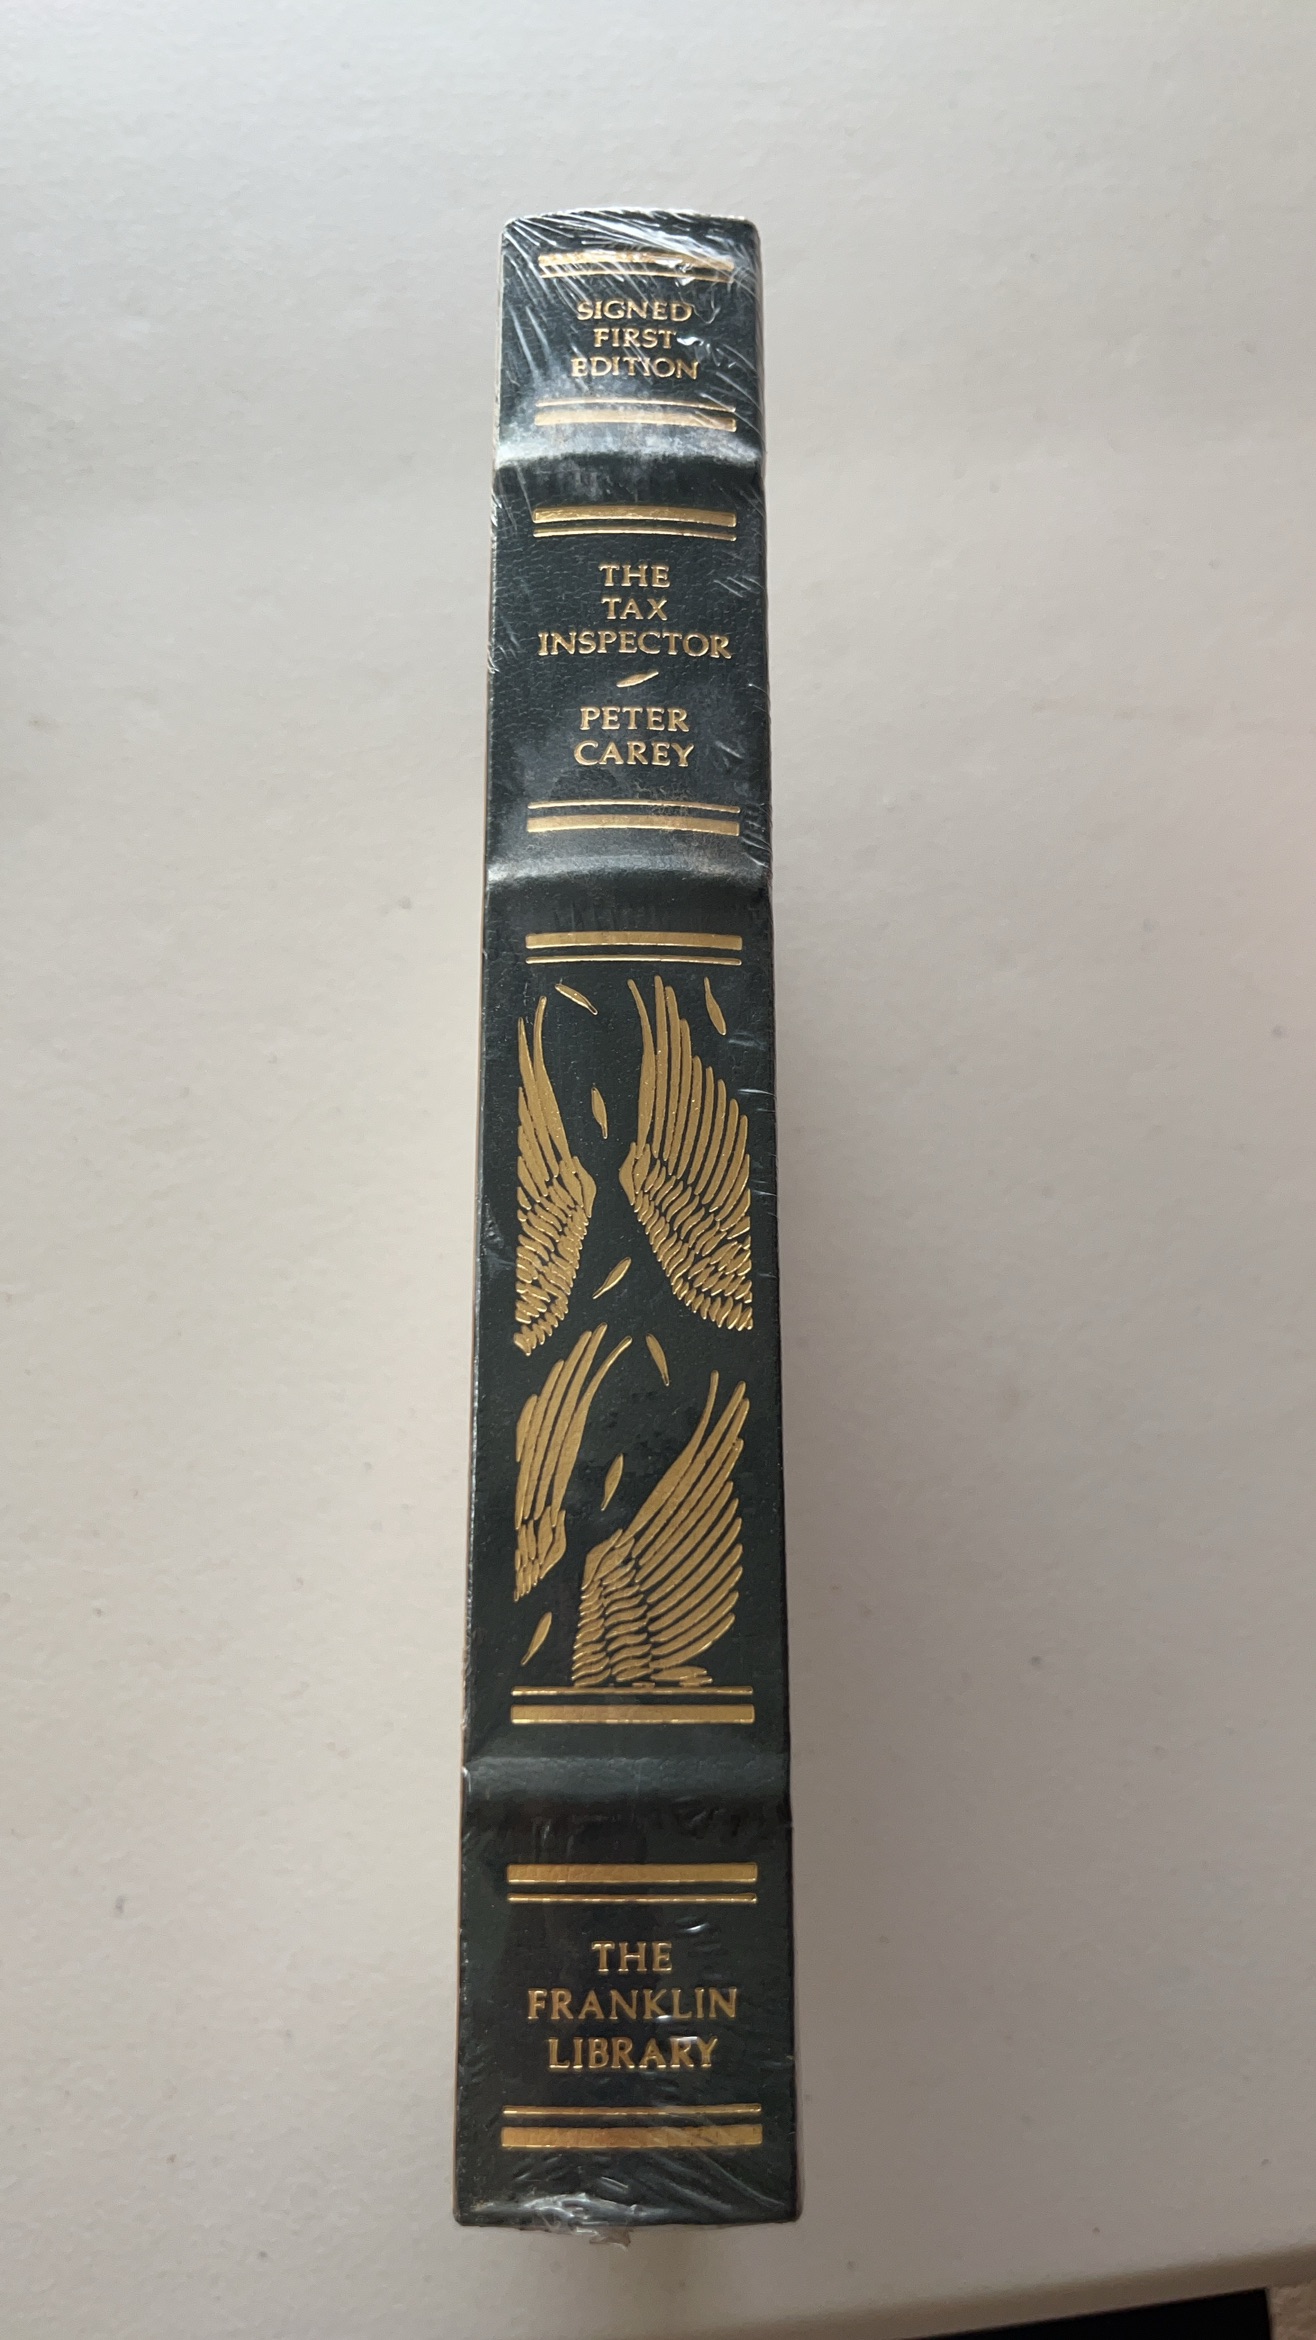 SIGNED
FIRST
EDITION
THE
TAX
INSPECTOR
PETER
CAREY
THE
FRANKLIN
LIBRARY